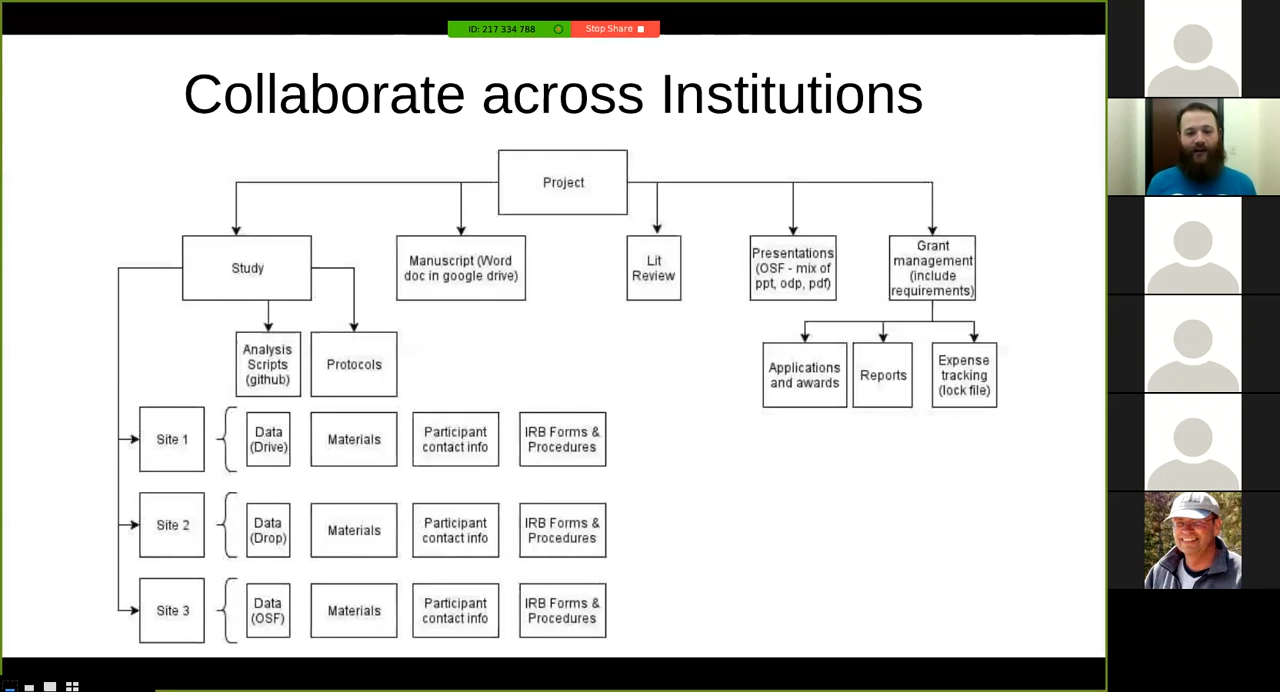 ID: 217 334 788
Stop Share
Collaborate across Institutions
Project
Study
Manuscript (Word
doc in google drive)
Lit
Review
Presentations
(OSF - mix of
ppt, odp, pdf)
Grant
management
(include
requirements)
Analysis
Scripts
(github)
Protocols
Applications
and awards
Reports
Expense
tracking
(lock file)
Site 1
Data
(Drive)
Materials
Participant
contact info
IRB Forms &
Procedures
Site 2
Data
(Drop)
Materials
Participant
contact info
IRB Forms &
Procedures
Site 3
Data
(OSF)
Materials
Participant
contact info
IRB Forms &
Procedures